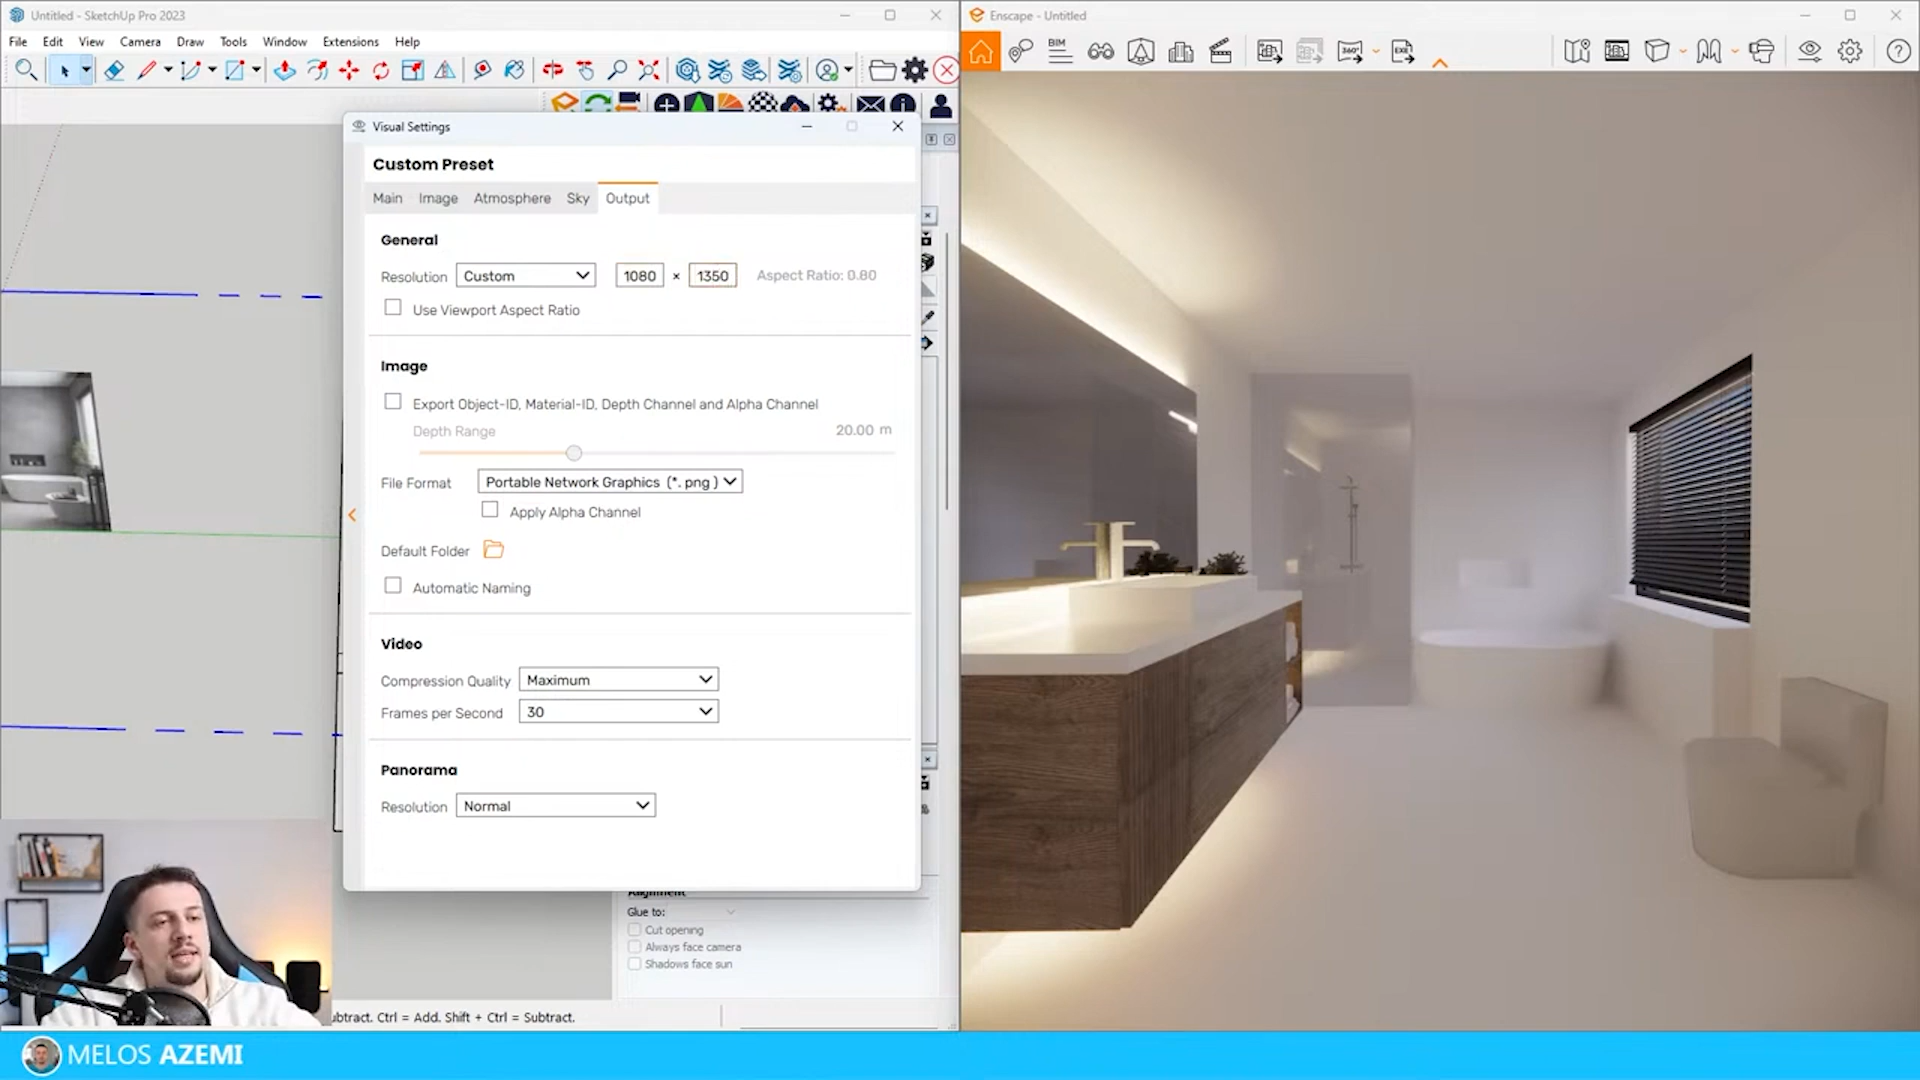 Untitled - SketchUp Pro 2023
File Edit View Camera Draw Tools Window Extensions Help
Visual Settings
Custom Preset
Main Image Atmosphere Sky Output
General
Resolution Custom 1080 × 1350 Aspect Ratio: 0.80
Use Viewport Aspect Ratio
Image
Export Object-ID, Material-ID, Depth Channel and Alpha Channel
Depth Range 20.00 m
File Format Portable Network Graphics (*. png )
Apply Alpha Channel
Default Folder
Automatic Naming
Video
Compression Quality Maximum
Frames per Second 30
Panorama
Resolution Normal
Alignment
Glue to:
Cut opening
Always face camera
Shadows face sun
ubtract. Ctrl = Add. Shift + Ctrl = Subtract.
Enscape - Untitled
BIM
360°
EXE
MELOS AZEMI